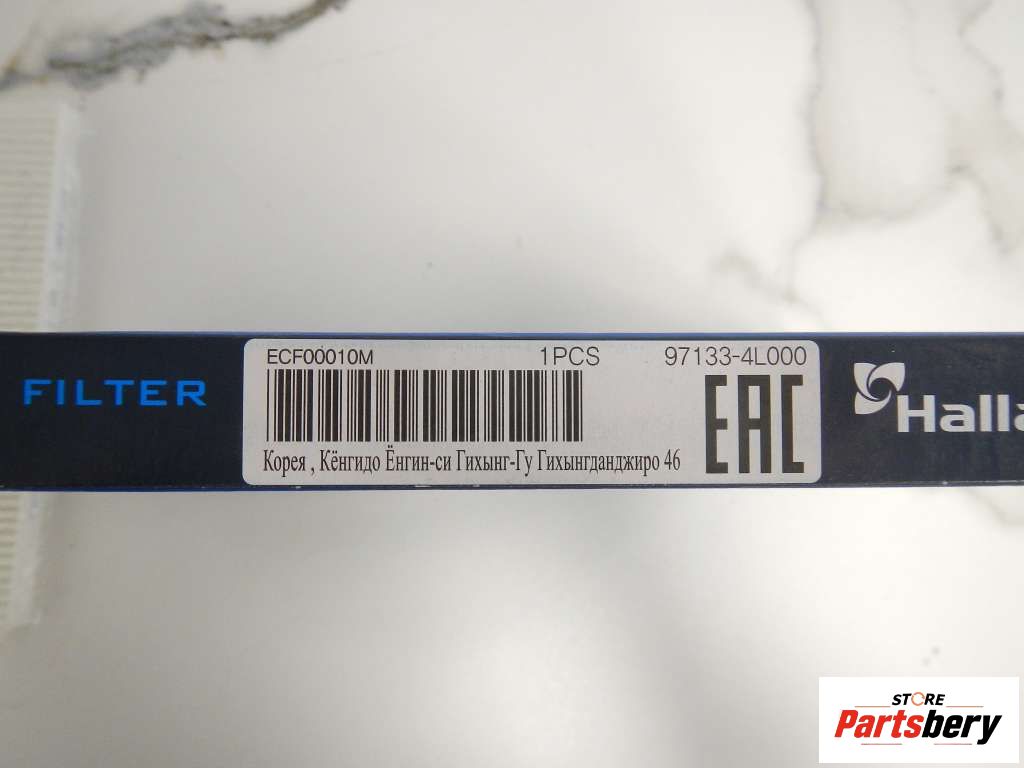 FILTER
ECF00010M 1PCS 97133-4L000
EAC
Корея , Кёнгидо Ёнгин-си Гихынг-Гу Гихынгданджиро 46
Halla
STORE
Partsbery